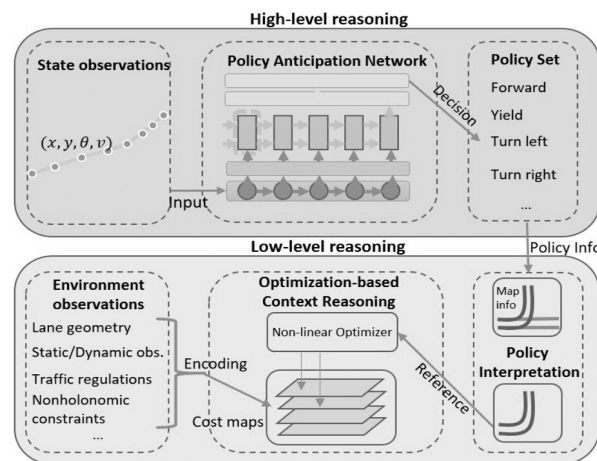 High-level reasoning
State observations
(x, y, θ, v)
Input
Policy Anticipation Network
Decision
Policy Set
Forward
Yield
Turn left
Turn right
...
Policy Info
Low-level reasoning
Environment
observations
Lane geometry
Static/Dynamic obs.
Traffic regulations
Nonholonomic
constraints
...
Encoding
Optimization-based
Context Reasoning
Non-linear Optimizer
Cost maps
Reference
Map
info
Policy
Interpretation